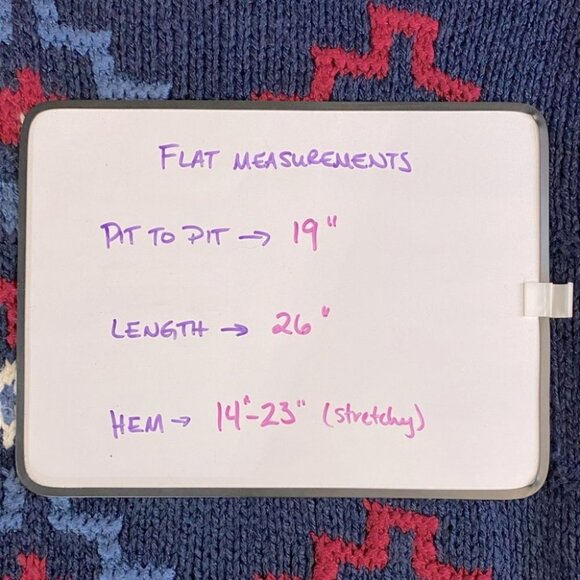 FLAT MEASUREMENTS
PIT TO PIT → 19"
LENGTH → 26"
HEM → 14"-23" (stretchy)